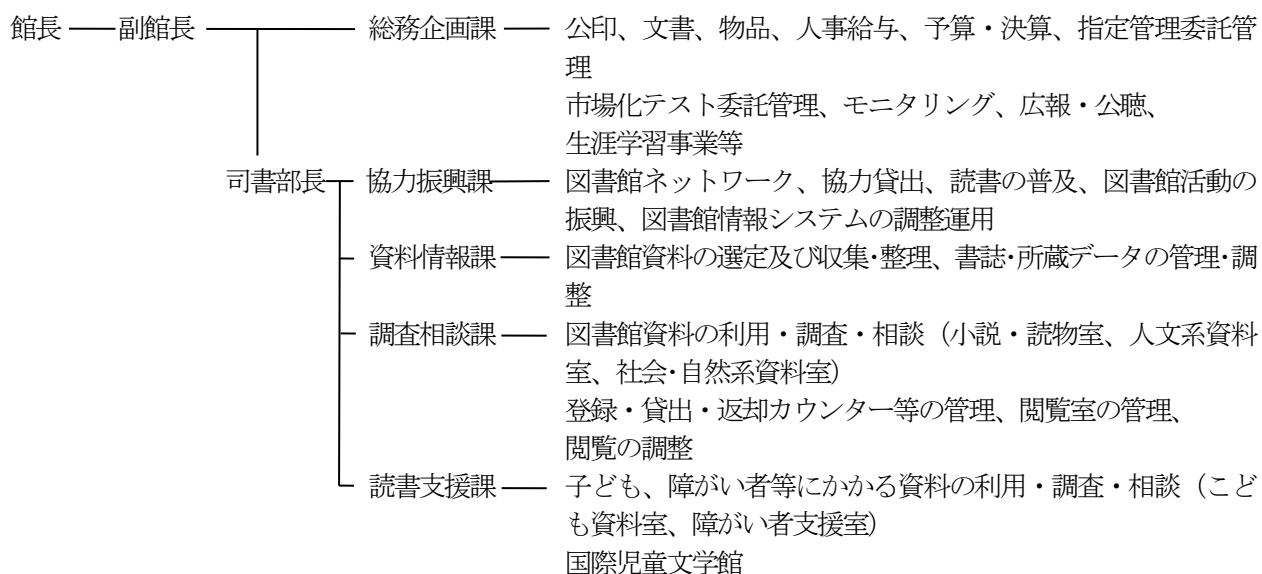 館長 副館長 総務企画課 公印、文書、物品、人事給与、予算・決算、指定管理委託管
理
市場化テスト委託管理、モニタリング、広報・公聴、
生涯学習事業等
司書部長 協力振興課 図書館ネットワーク、協力貸出、読書の普及、図書館活動の
振興、図書館情報システムの調整運用
資料情報課 図書館資料の選定及び収集・整理、書誌・所蔵データの管理・調
整
調査相談課 図書館資料の利用・調査・相談（小説・読物室、人文系資料
室、社会・自然系資料室）
登録・貸出・返却カウンター等の管理、閲覧室の管理、
閲覧の調整
読書支援課 子ども、障がい者等にかかる資料の利用・調査・相談（こど
も資料室、障がい者支援室）
国際児童文学館